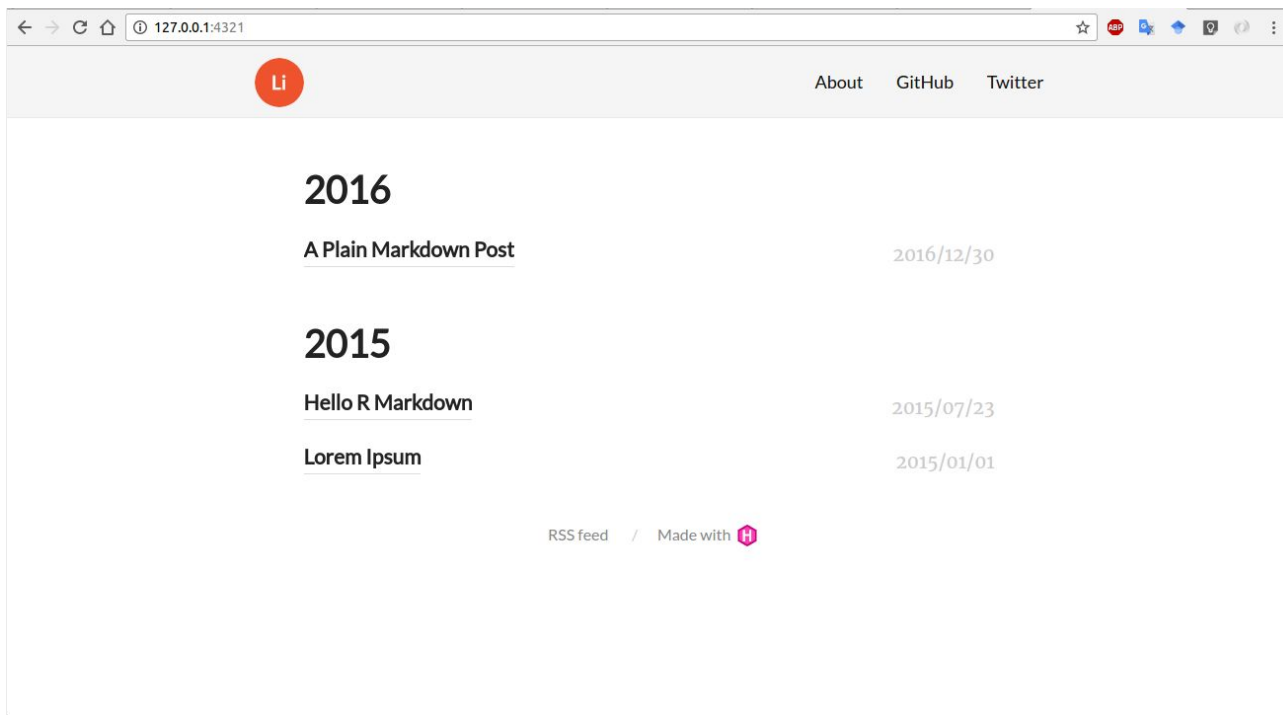 127.0.0.1:4321
ABP
Li
About GitHub Twitter
2016
A Plain Markdown Post 2016/12/30
2015
Hello R Markdown 2015/07/23
Lorem Ipsum 2015/01/01
RSS feed / Made with H